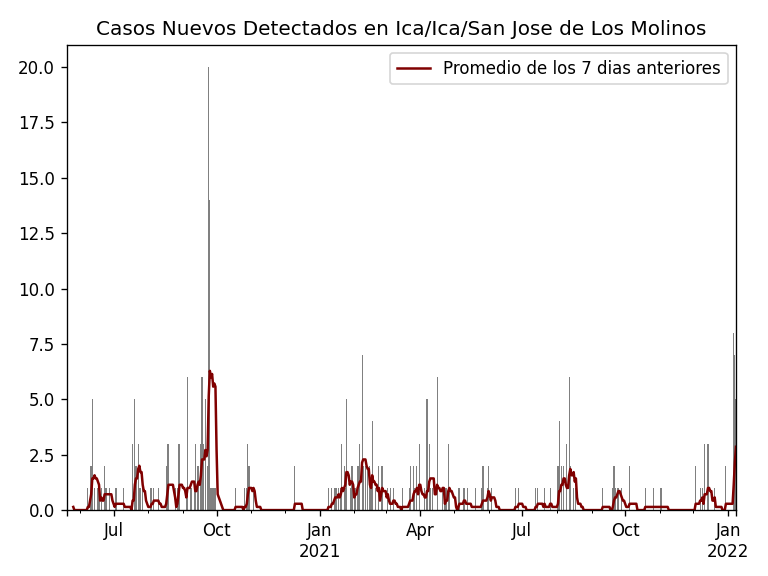 Casos Nuevos Detectados en Ica/Ica/San Jose de Los Molinos
Promedio de los 7 dias anteriores
20.0
17.5
15.0
12.5
10.0
7.5
5.0
2.5
0.0
Jul
Oct
Jan
2021
Apr
Jul
Oct
Jan
2022